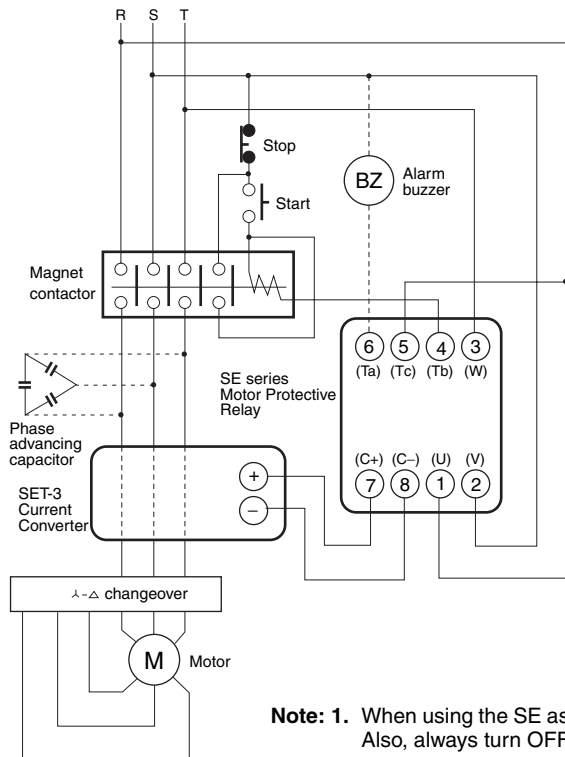 R S T
Stop
Start
BZ
Alarm
buzzer
Magnet
contactor
6 5 4 3
(Ta) (Tc) (Tb) (W)
SE series
Motor Protective
Relay
Phase
advancing
capacitor
(C+) (C−) (U) (V)
7 8 1 2
+
−
SET-3
Current
Converter
⅄-△ changeover
M
Motor
Note: 1. When using the SE as
Also, always turn OFF